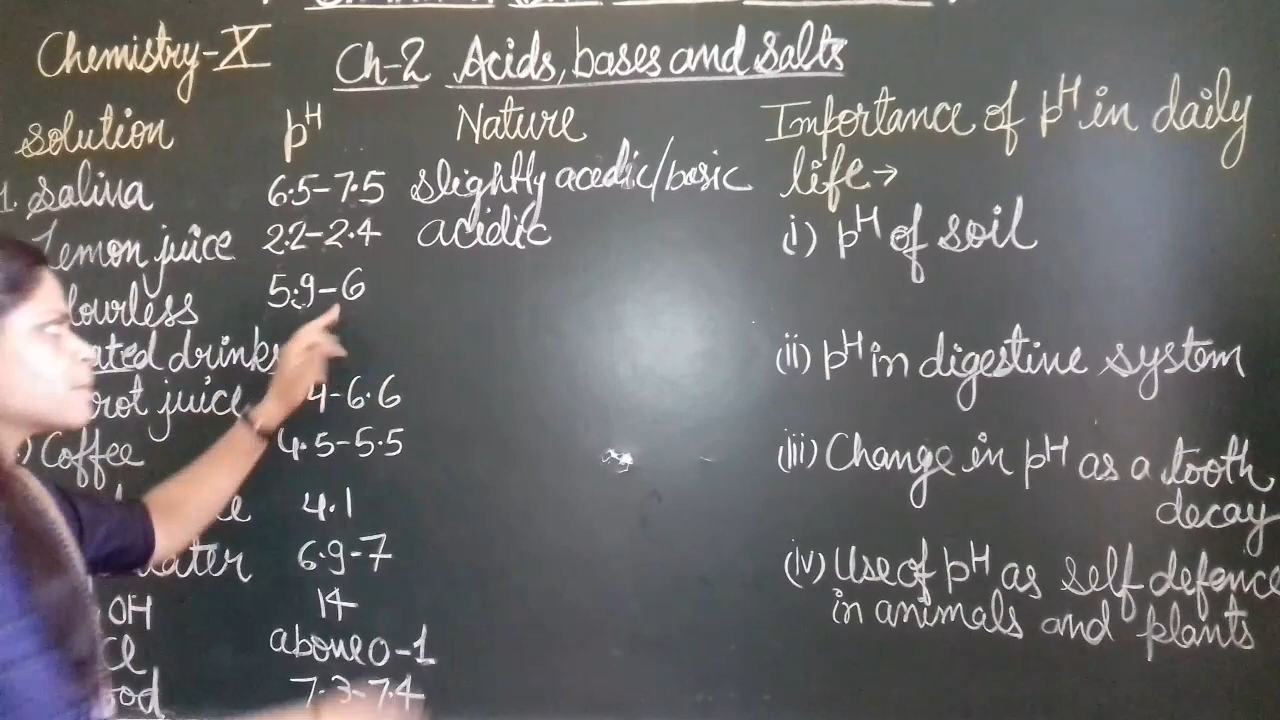 Chemistry-X
Ch-2 Acids, bases and salts
Solution pH Nature
1. Saliva 6.5-7.5 slightly acedic/basic
Lemon juice 2.2-2.4 acidic
lourless 5.9-6
ated drinks
rot juice 4-6.6
Coffee 4.5-5.5
4.1
ater 6.9-7
OH 14
Cl above 0-1
ood 7.3-7.4
Importance of pH in daily
life→
i) pH of soil
(ii) pH in digestive system
(iii) Change in pH as a tooth
decay
(iv) Use of pH as self defence
in animals and plants